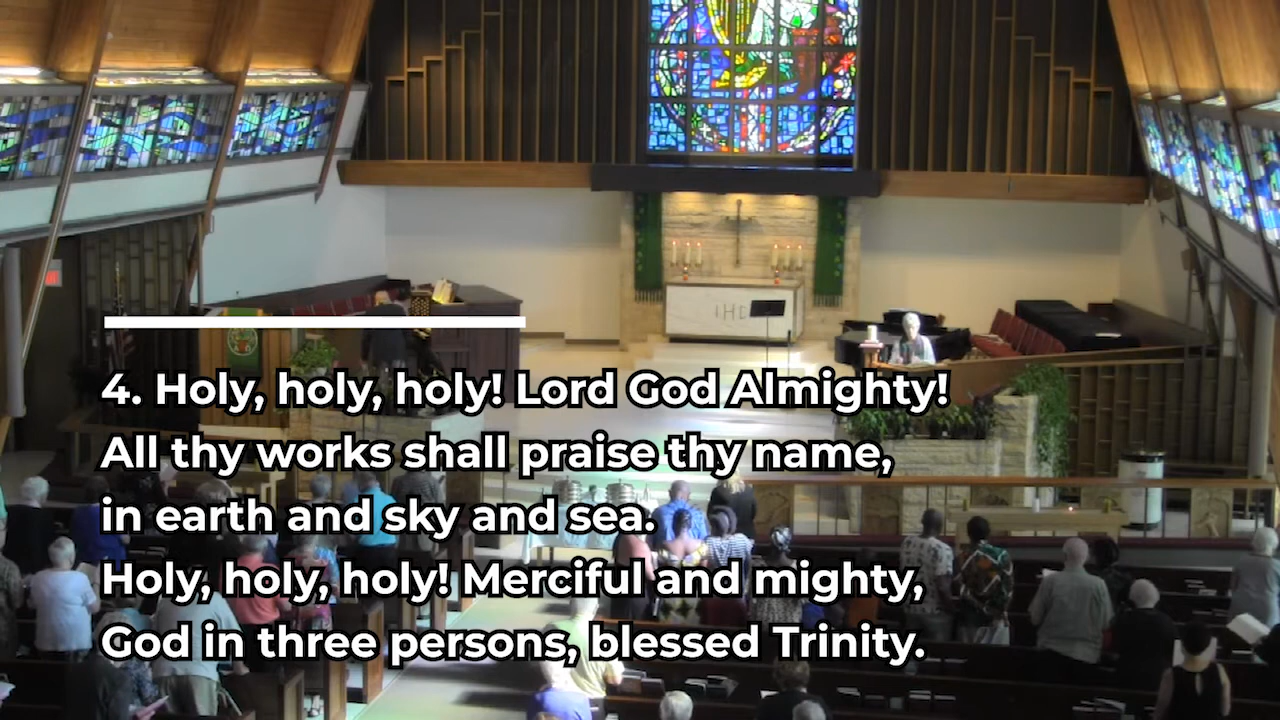 IHC
4. Holy, holy, holy! Lord God Almighty!
All thy works shall praise thy name,
in earth and sky and sea.
Holy, holy, holy! Merciful and mighty,
God in three persons, blessed Trinity.